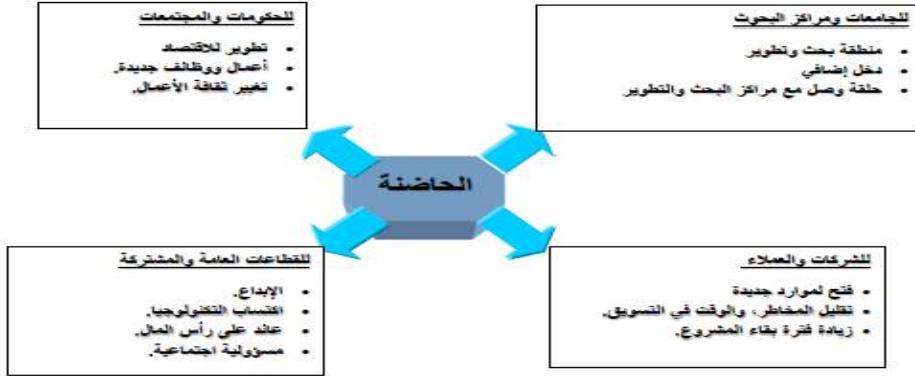 للجامعات ومراكز البحوث
• منطقة بحث وتطوير
• دخل إضافي
• حلقة وصل مع مراكز البحث والتطوير
للحكومات والمجتمعات
• تطوير للاقتصاد
• أعمال ووظائف جديدة.
• تغيير ثقافة الأعمال.
الحاضنة
للشركات والعملاء
• فتح لموارد جديدة
• تقليل المخاطر، والوقت في التسويق.
• زيادة فترة بقاء المشروع.
للقطاعات العامة والمشتركة
• الإبداع.
• اكتساب التكنولوجيا.
• عائد على رأس المال.
• مسؤولية اجتماعية.